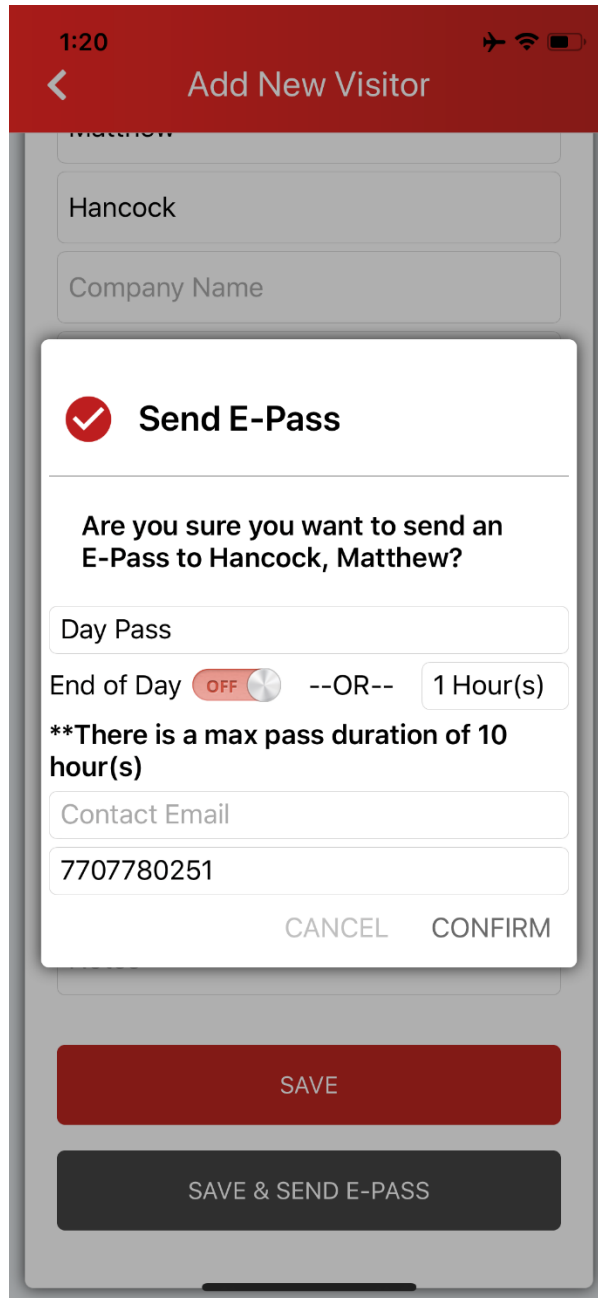 1:20
Add New Visitor
Matthew
Hancock
Company Name
Send E-Pass
Are you sure you want to send an
E-Pass to Hancock, Matthew?
Day Pass
End of Day OFF --OR-- 1 Hour(s)
**There is a max pass duration of 10
hour(s)
Contact Email
7707780251
CANCEL CONFIRM
Notes
SAVE
SAVE & SEND E-PASS